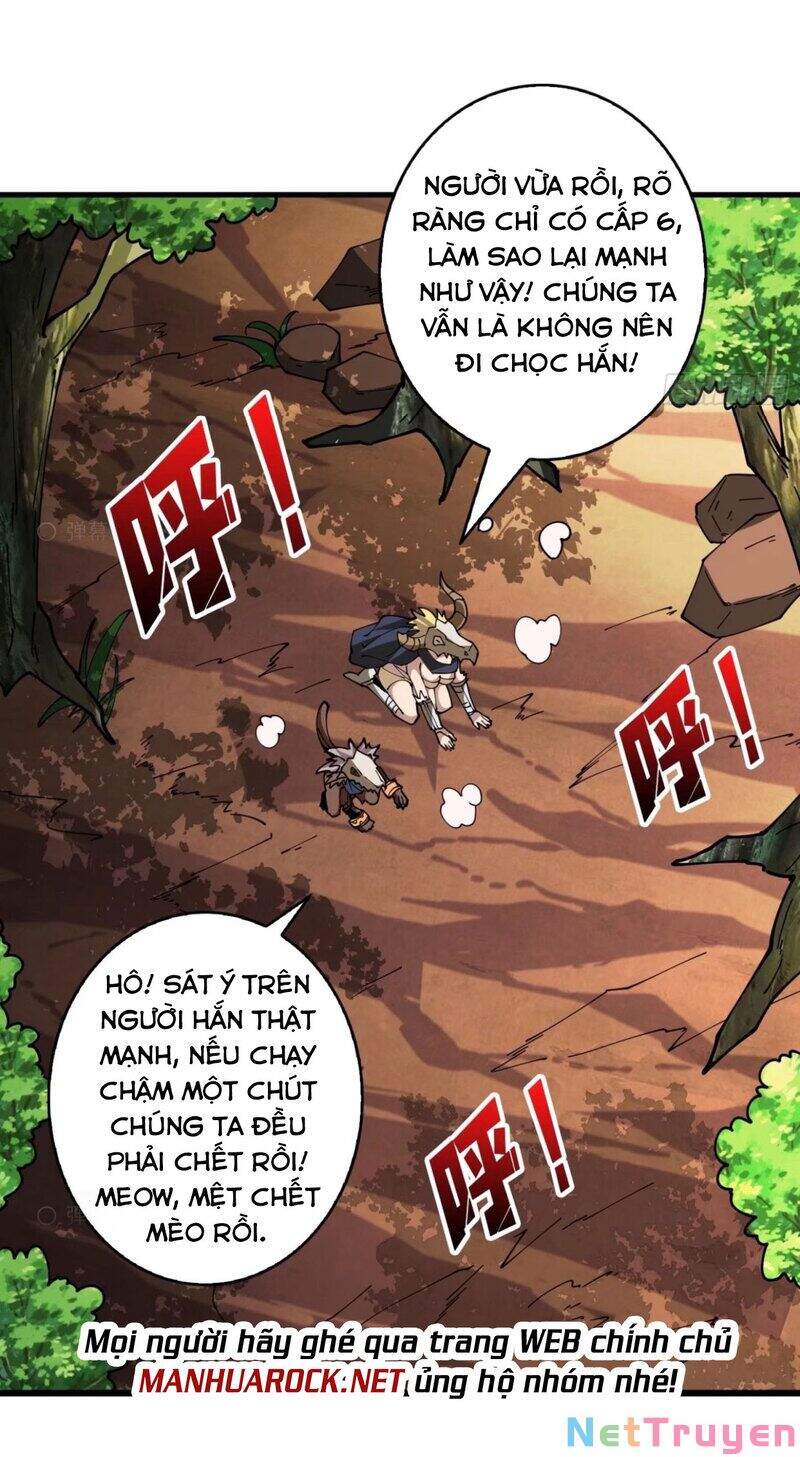 NGƯỜI VỪA RỒI, RÕ
RÀNG CHỈ CÓ CẤP 6,
LÀM SAO LẠI MẠNH
NHƯ VẬY! CHÚNG TA
VẪN LÀ KHÔNG NÊN
ĐI CHỌC HẮN!
呼!
弹幕
呼!
HÔ! SÁT Ý TRÊN
NGƯỜI HẮN THẬT
MẠNH, NẾU CHẠY
CHẬM MỘT CHÚT
CHÚNG TA ĐỀU
PHẢI CHẾT RỒI!
MEOW, MỆT CHẾT
MÈO RỒI.
呼!
Mọi người hãy ghé qua trang WEB chính chủ
MANHUAROCK.NET ủng hộ nhóm nhé!
NetTruyen